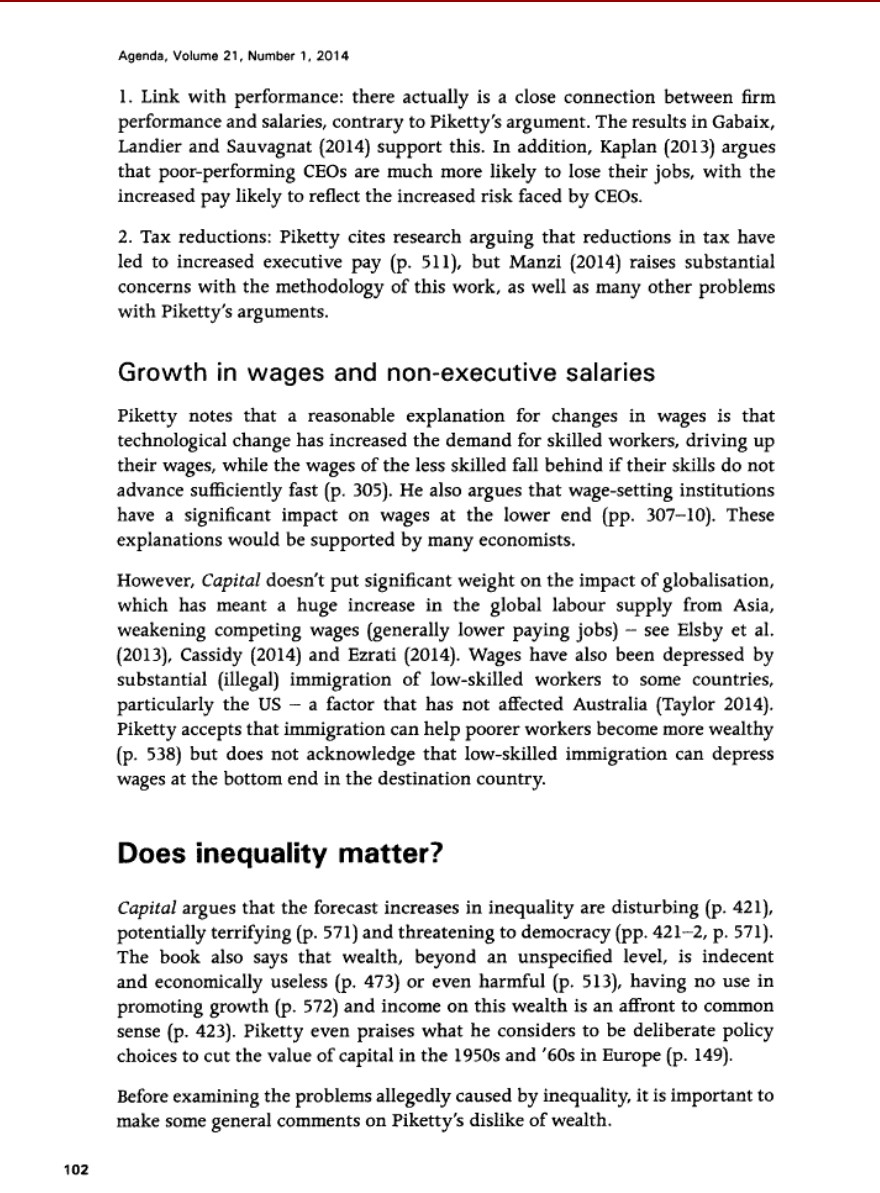 Agenda, Volume 21, Number 1, 2014
1. Link with performance: there actually is a close connection between firm
performance and salaries, contrary to Piketty's argument. The results in Gabaix,
Landier and Sauvagnat (2014) support this. In addition, Kaplan (2013) argues
that poor-performing CEOs are much more likely to lose their jobs, with the
increased pay likely to reflect the increased risk faced by CEOs.
2. Tax reductions: Piketty cites research arguing that reductions in tax have
led to increased executive pay (p. 511), but Manzi (2014) raises substantial
concerns with the methodology of this work, as well as many other problems
with Piketty's arguments.
Growth in wages and non-executive salaries
Piketty notes that a reasonable explanation for changes in wages is that
technological change has increased the demand for skilled workers, driving up
their wages, while the wages of the less skilled fall behind if their skills do not
advance sufficiently fast (p. 305). He also argues that wage-setting institutions
have a significant impact on wages at the lower end (pp. 307–10). These
explanations would be supported by many economists.
However, Capital doesn't put significant weight on the impact of globalisation,
which has meant a huge increase in the global labour supply from Asia,
weakening competing wages (generally lower paying jobs) – see Elsby et al.
(2013), Cassidy (2014) and Ezrati (2014). Wages have also been depressed by
substantial (illegal) immigration of low-skilled workers to some countries,
particularly the US – a factor that has not affected Australia (Taylor 2014).
Piketty accepts that immigration can help poorer workers become more wealthy
(p. 538) but does not acknowledge that low-skilled immigration can depress
wages at the bottom end in the destination country.
Does inequality matter?
Capital argues that the forecast increases in inequality are disturbing (p. 421),
potentially terrifying (p. 571) and threatening to democracy (pp. 421–2, p. 571).
The book also says that wealth, beyond an unspecified level, is indecent
and economically useless (p. 473) or even harmful (p. 513), having no use in
promoting growth (p. 572) and income on this wealth is an affront to common
sense (p. 423). Piketty even praises what he considers to be deliberate policy
choices to cut the value of capital in the 1950s and '60s in Europe (p. 149).
Before examining the problems allegedly caused by inequality, it is important to
make some general comments on Piketty's dislike of wealth.
102